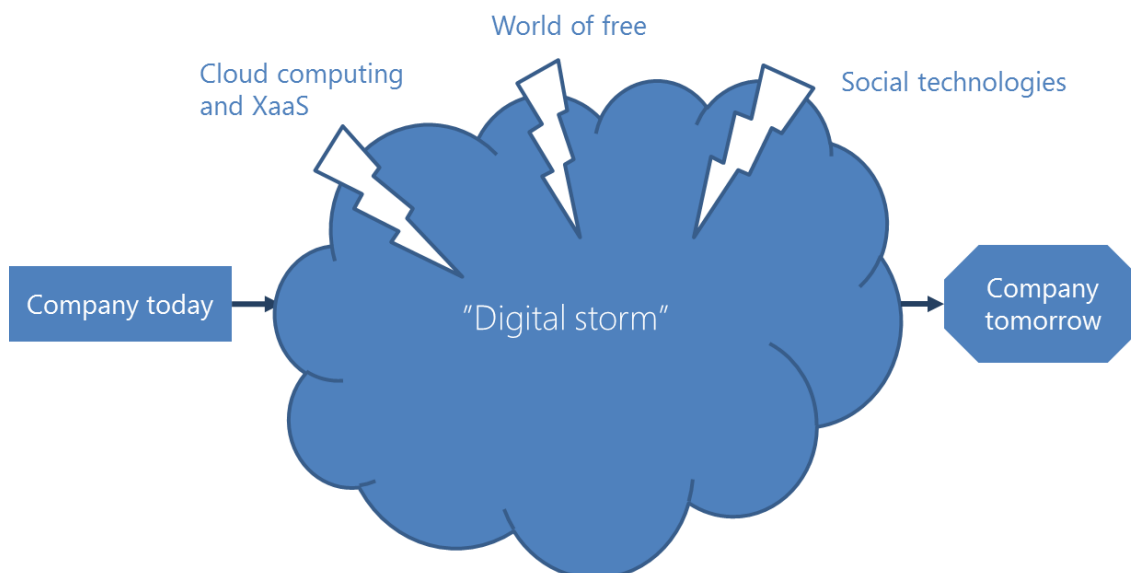 World of free
Cloud computing
and XaaS
Social technologies
Company today
"Digital storm"
Company
tomorrow